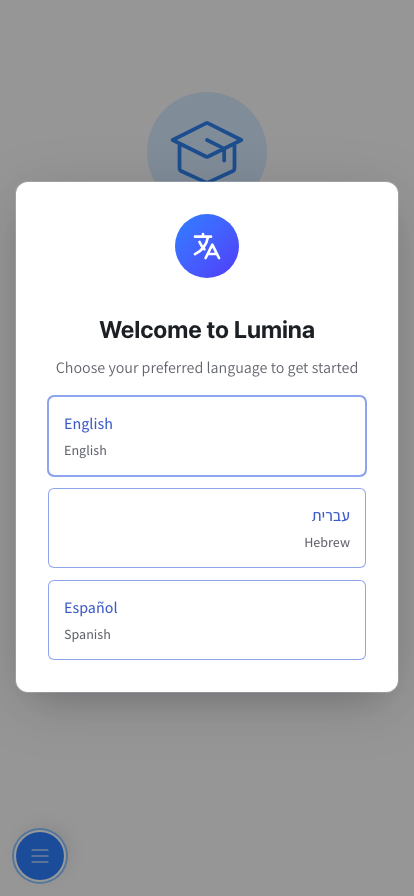 Welcome to Lumina
Choose your preferred language to get started
English
English
עברית
Hebrew
Español
Spanish